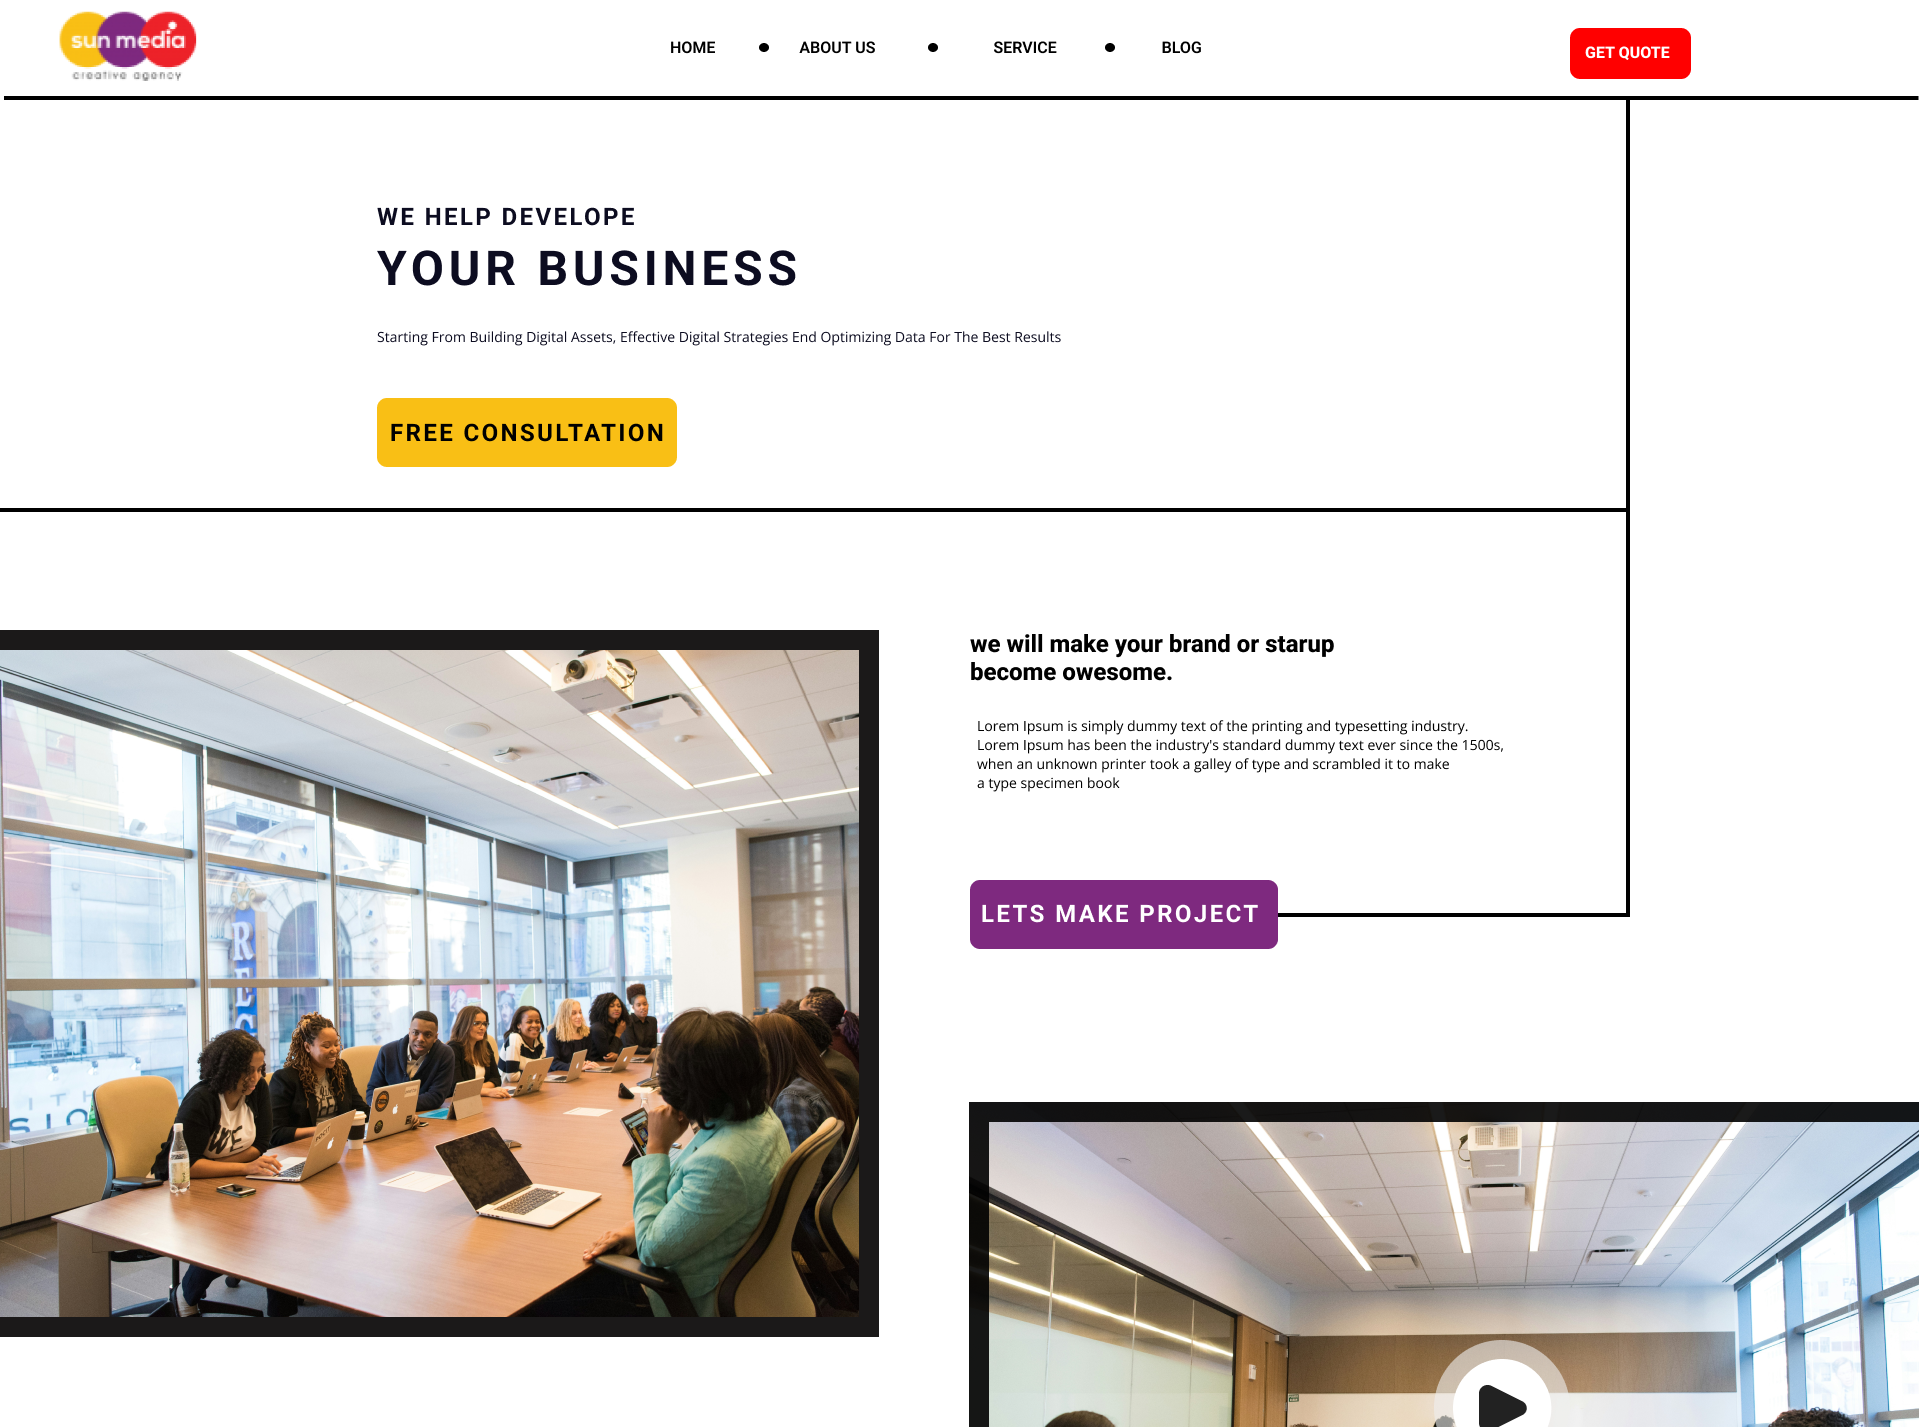 sun media
creative agency
HOME
ABOUT US
SERVICE
BLOG
GET QUOTE
WE HELP DEVELOPE
YOUR BUSINESS
Starting From Building Digital Assets, Effective Digital Strategies End Optimizing Data For The Best Results
FREE CONSULTATION
we will make your brand or starup
become owesome.
Lorem Ipsum is simply dummy text of the printing and typesetting industry.
Lorem Ipsum has been the industry's standard dummy text ever since the 1500s,
when an unknown printer took a galley of type and scrambled it to make
a type specimen book
LETS MAKE PROJECT
WE